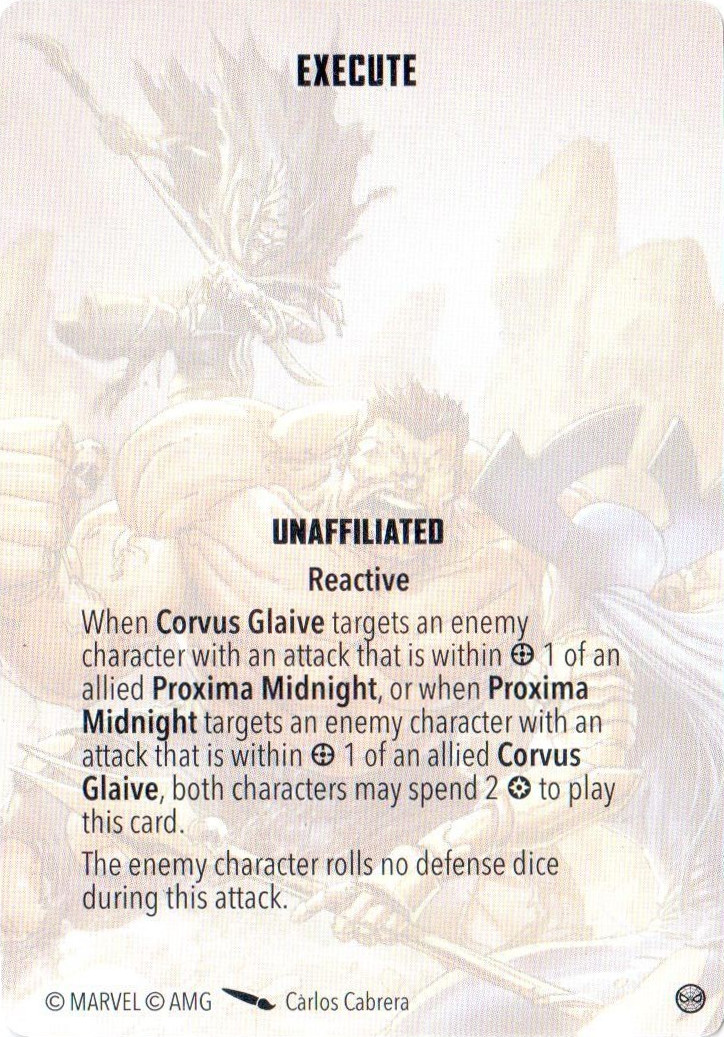 EXECUTE
UNAFFILIATED
Reactive
When Corvus Glaive targets an enemy
character with an attack that is within 1 of an
allied Proxima Midnight, or when Proxima
Midnight targets an enemy character with an
attack that is within 1 of an allied Corvus
Glaive, both characters may spend 2 to play
this card.
The enemy character rolls no defense dice
during this attack.
© MARVEL © AMG Càrlos Cabrera